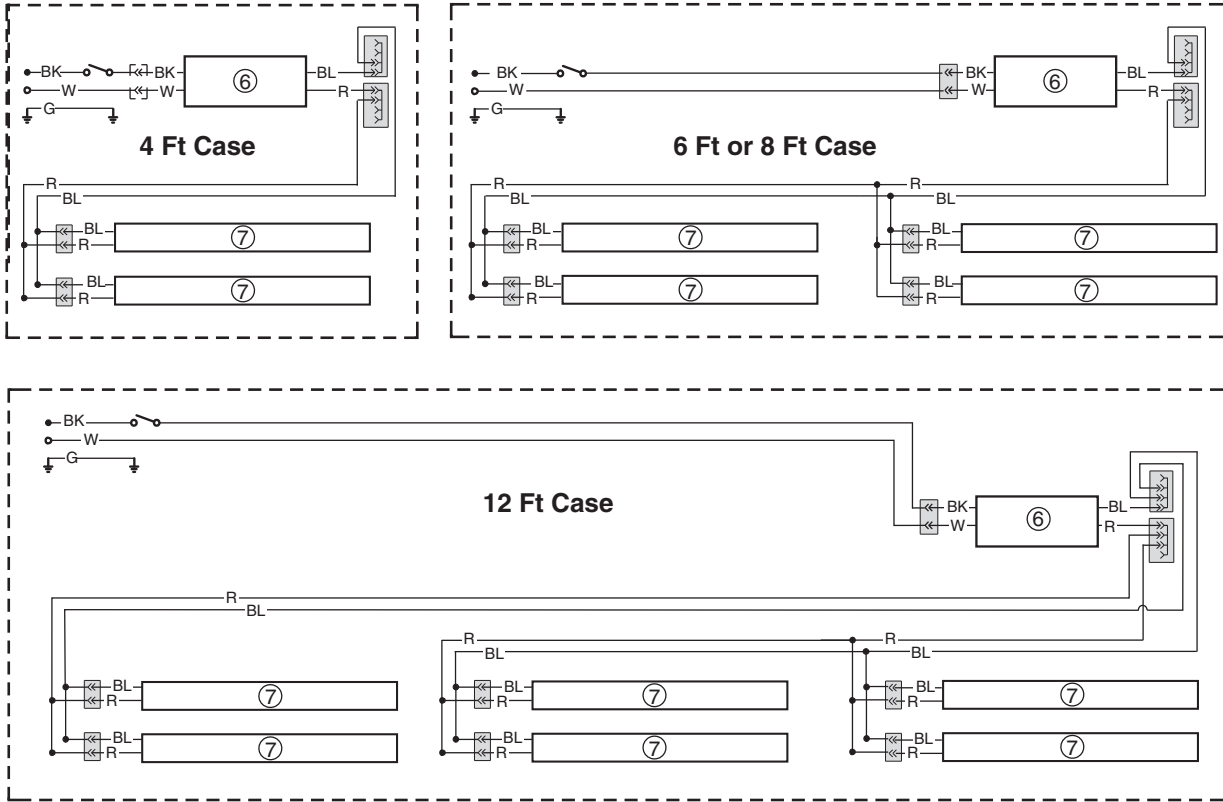 BK BK ⑥ BL
W W R
G
4 Ft Case
R
BL
BL ⑦
R
BL ⑦
R
BK BK ⑥ BL
W W R
G
6 Ft or 8 Ft Case
R R
BL BL
BL ⑦ BL ⑦
R R
BL ⑦ BL ⑦
R R
BK
W
G
12 Ft Case
BK ⑥ BL
W R
R
BL
R R
BL BL
BL ⑦ BL ⑦ BL ⑦
R R R
BL ⑦ BL ⑦ BL ⑦
R R R